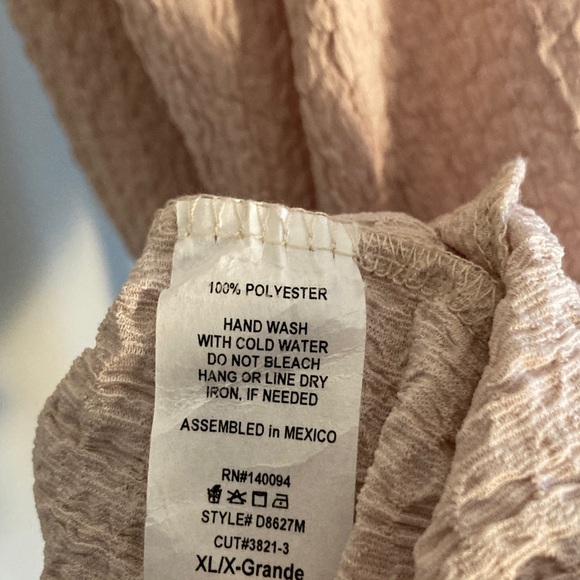 100% POLYESTER
HAND WASH
WITH COLD WATER
DO NOT BLEACH
HANG OR LINE DRY
IRON, IF NEEDED
ASSEMBLED in MEXICO
RN#140094
STYLE# D8627M
CUT#3821-3
XL/X-Grande